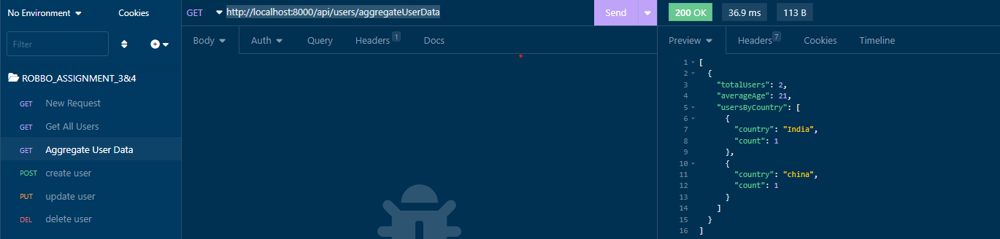 No Environment Cookies
GET http://localhost:8000/api/users/aggregateUserData Send
200 OK 36.9 ms 113 B
Filter
Body Auth Query Headers 1 Docs
Preview Headers 7 Cookies Timeline
ROBBO_ASSIGNMENT_3&4
GET New Request
GET Get All Users
GET Aggregate User Data
POST create user
PUT update user
DEL delete user
1 [
2 {
3 "totalUsers": 2,
4 "averageAge": 21,
5 "usersByCountry": [
6 {
7 "country": "India",
8 "count": 1
9 },
10 {
11 "country": "china",
12 "count": 1
13 }
14 ]
15 }
16 ]